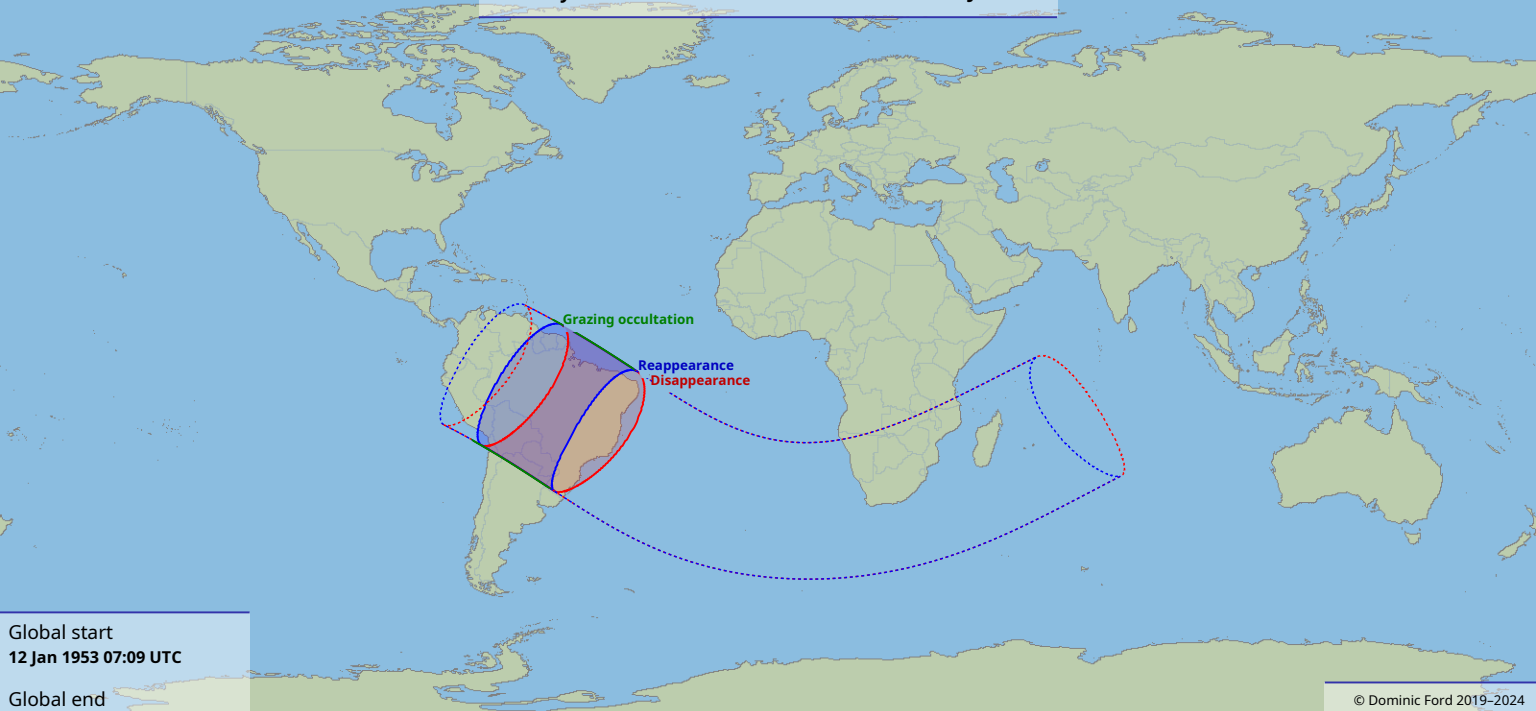 Grazing occultation
Reappearance
Disappearance
Global start
12 Jan 1953 07:09 UTC
Global end
© Dominic Ford 2019–2024